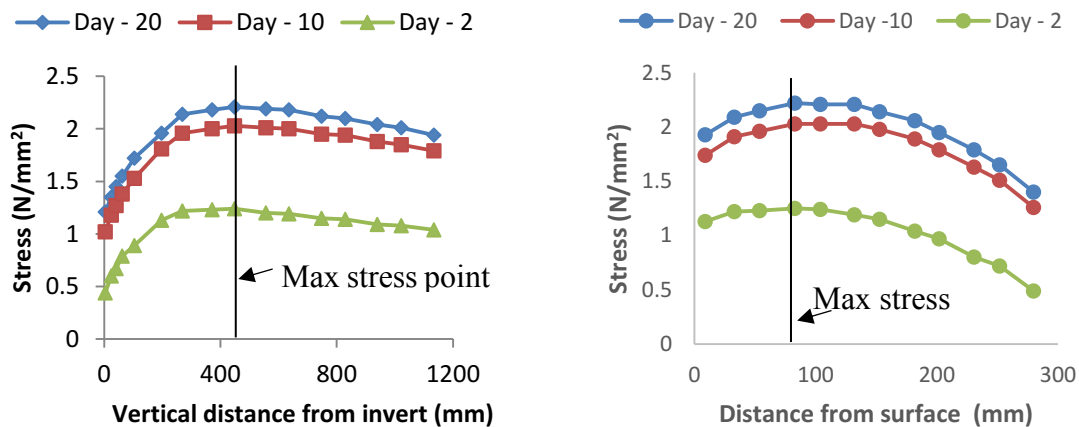 Day - 20 Day - 10 Day - 2
2.5
2
1.5
1
0.5
0
Stress (N/mm²)
Max stress point
0 400 800 1200
Vertical distance from invert (mm)
Day - 20 Day -10 Day - 2
2.5
2
1.5
1
0.5
0
Stress (N/mm²)
Max stress
0 100 200 300
Distance from surface (mm)